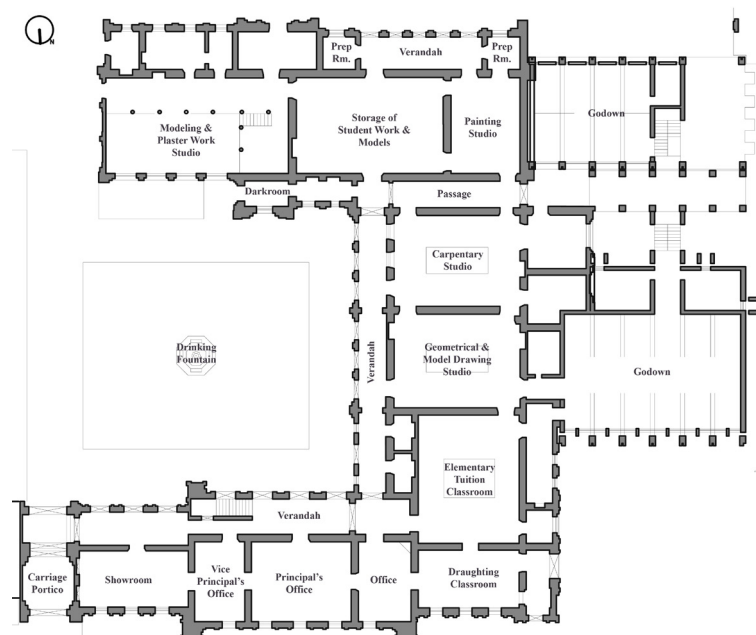 N
Prep
Rm.
Verandah
Prep
Rm.
Modeling &
Plaster Work
Studio
Storage of
Student Work &
Models
Painting
Studio
Godown
Darkroom
Passage
Carpentary
Studio
Drinking
Fountain
Verandah
Geometrical &
Model Drawing
Studio
Godown
Elementary
Tuition
Classroom
Verandah
Carriage
Portico
Showroom
Vice
Principal's
Office
Principal's
Office
Office
Draughting
Classroom